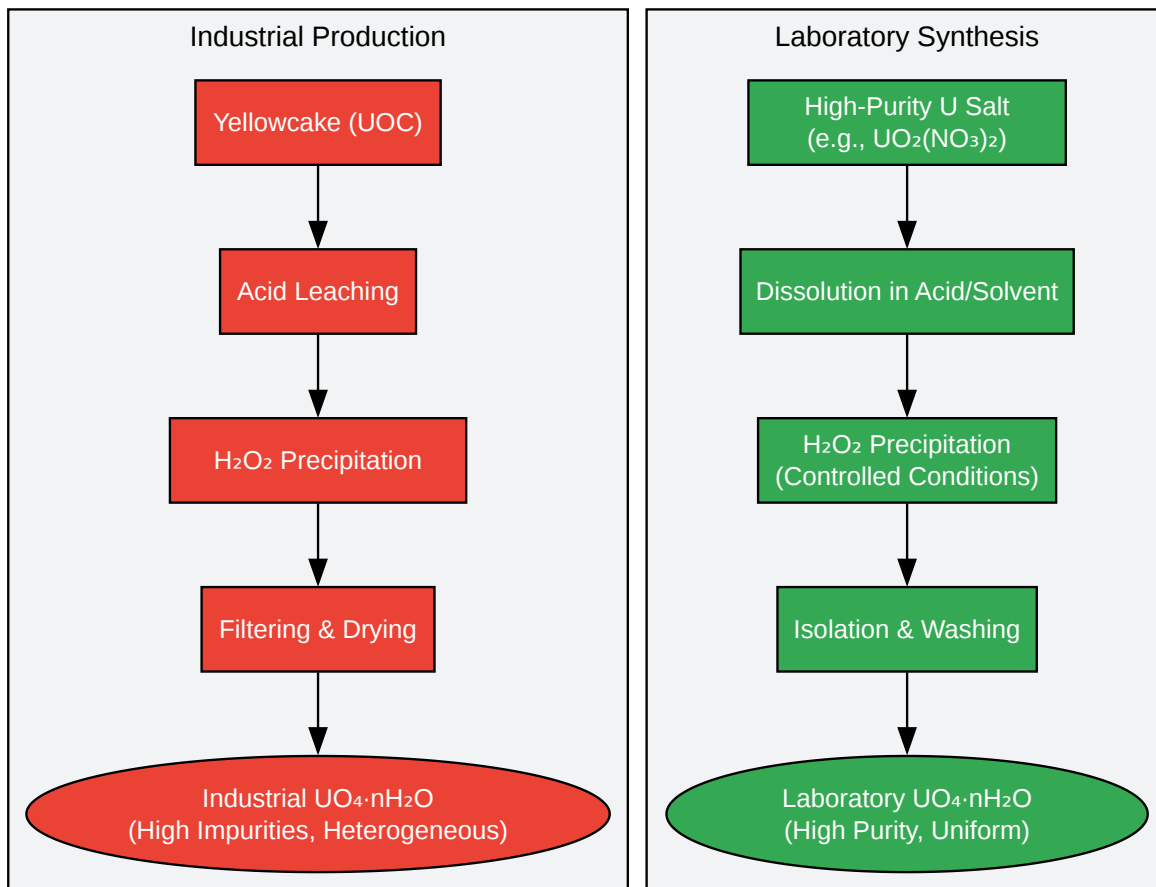 Industrial Production
Yellowcake (UOC)
Acid Leaching
H₂O₂ Precipitation
Filtering & Drying
Industrial UO₄·nH₂O
(High Impurities, Heterogeneous)
Laboratory Synthesis
High-Purity U Salt
(e.g., UO₂(NO₃)₂)
Dissolution in Acid/Solvent
H₂O₂ Precipitation
(Controlled Conditions)
Isolation & Washing
Laboratory UO₄·nH₂O
(High Purity, Uniform)